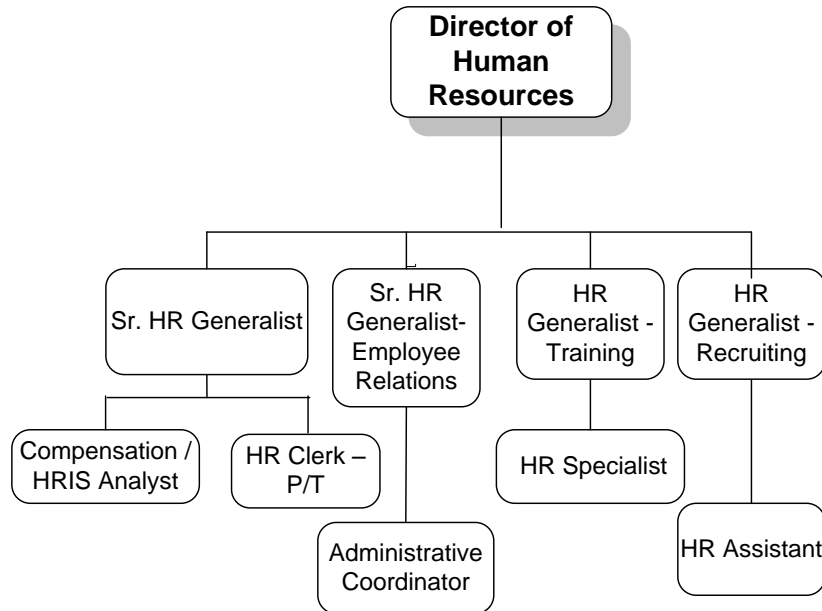 Director of
Human
Resources
Sr. HR Generalist
Sr. HR
Generalist-
Employee
Relations
HR
Generalist -
Training
HR
Generalist -
Recruiting
Compensation /
HRIS Analyst
HR Clerk –
P/T
HR Specialist
Administrative
Coordinator
HR Assistant